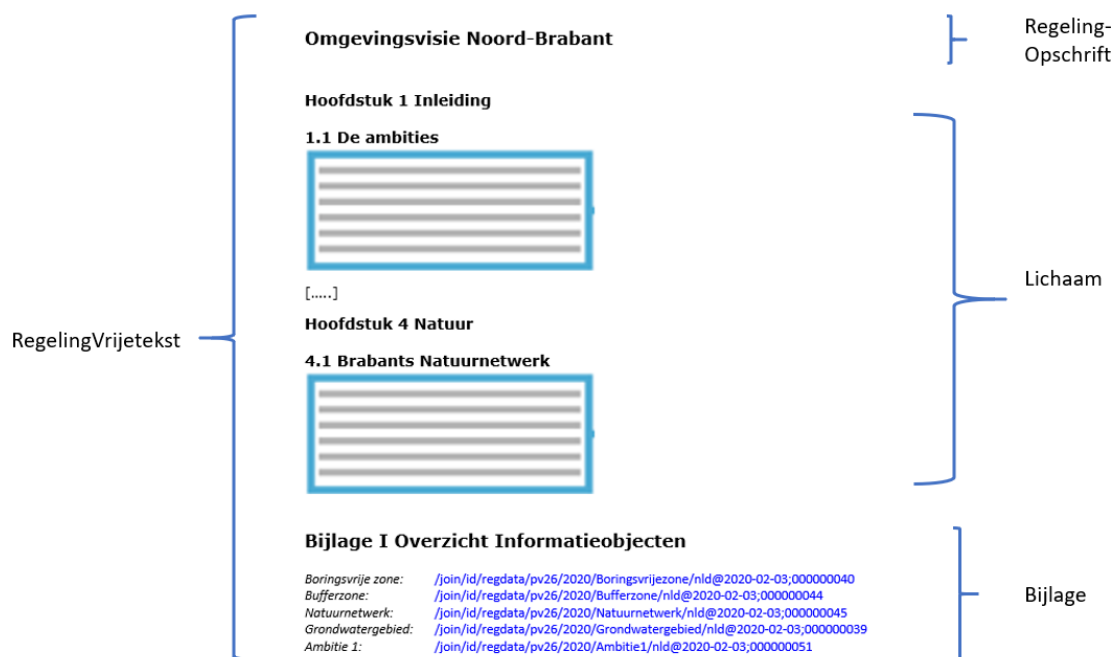 Omgevingsvisie Noord-Brabant
Regeling-
Opschrift
Hoofdstuk 1 Inleiding
1.1 De ambities
[.....]
Lichaam
Hoofdstuk 4 Natuur
RegelingVrijetekst
4.1 Brabants Natuurnetwerk
Bijlage I Overzicht Informatieobjecten
Boringsvrije zone: /join/id/regdata/pv26/2020/Boringsvrijezone/nld@2020-02-03;000000040
Bufferzone: /join/id/regdata/pv26/2020/Bufferzone/nld@2020-02-03;000000044
Natuurnetwerk: /join/id/regdata/pv26/2020/Natuurnetwerk/nld@2020-02-03;000000045
Grondwatergebied: /join/id/regdata/pv26/2020/Grondwatergebied/nld@2020-02-03;000000039
Ambitie 1: /join/id/regdata/pv26/2020/Ambitie1/nld@2020-02-03;000000051
Bijlage